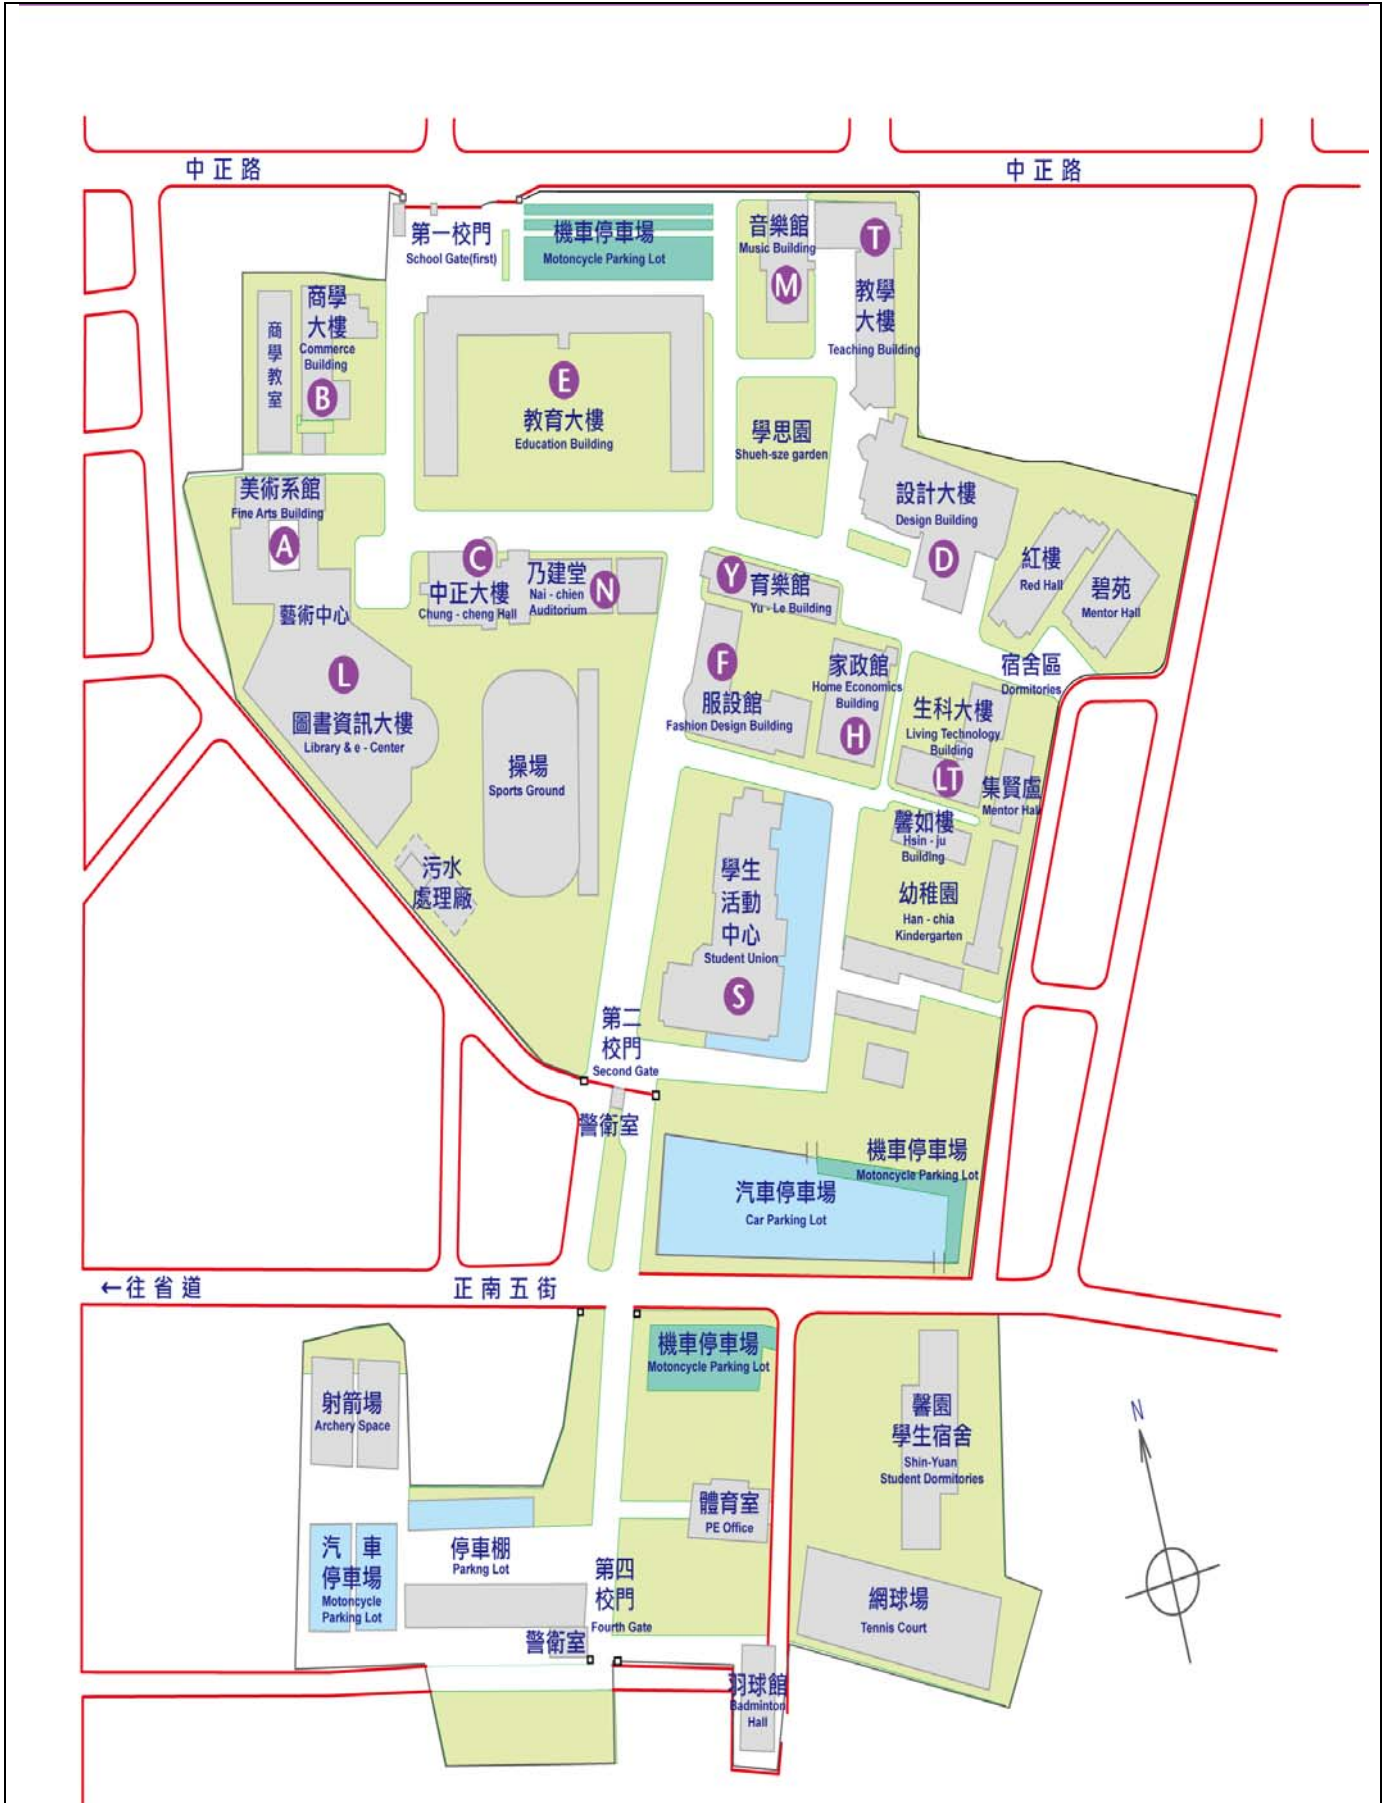 中正路
中正路
第一校門
School Gate(first)
機車停車場
Motoncycle Parking Lot
音樂館
Music Building
M
T
教學
大樓
Teaching Building
商學
大樓
Commerce
Building
B
商
學
教
室
E
教育大樓
Education Building
學思園
Shueh-sze garden
設計大樓
Design Building
D
紅樓
Red Hall
碧苑
Mentor Hall
美術系館
Fine Arts Building
A
藝術中心
C
中正大樓
Chung - cheng Hall
乃建堂
Nai - chien
Auditorium
N
Y
育樂館
Yu - Le Building
宿舍區
Dormitories
L
圖書資訊大樓
Library & e - Center
F
服設館
Fashion Design Building
家政館
Home Economics
Building
H
生科大樓
Living Technology
Building
LT
集賢盧
Mentor Hall
操場
Sports Ground
馨如樓
Hsin - ju
Building
幼稚園
Han - chia
Kindergarten
污水
處理廠
學生
活動
中心
Student Union
S
第二
校門
Second Gate
警衛室
機車停車場
Motoncycle Parking Lot
汽車停車場
Car Parking Lot
←往省道
正南五街
機車停車場
Motoncycle Parking Lot
射箭場
Archery Space
馨園
學生宿舍
Shin-Yuan
Student Dormitories
N
體育室
PE Office
汽 車
停車場
Motoncycle
Parking Lot
停車棚
Parkng Lot
第四
校門
Fourth Gate
警衛室
網球場
Tennis Court
羽球館
Badminton
Hall